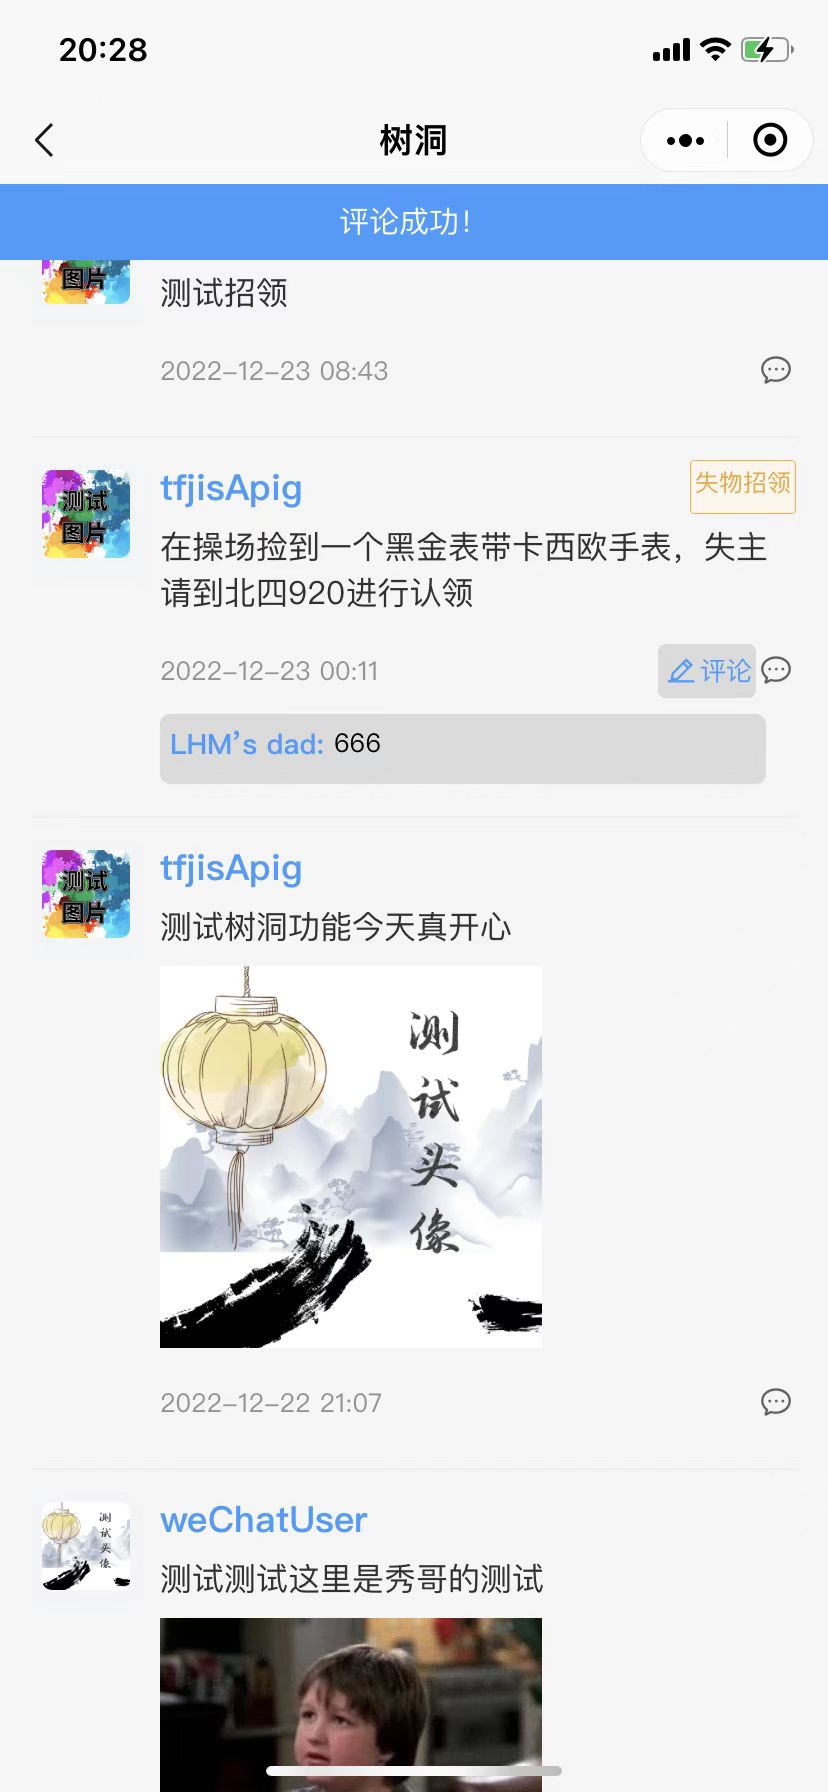 20:28
树洞
评论成功!
图片
测试招领
2022-12-23 08:43
测试
图片
tfjisApig
失物招领
在操场捡到一个黑金表带卡西欧手表，失主
请到北四920进行认领
2022-12-23 00:11
评论
LHM's dad: 666
测试
图片
tfjisApig
测试树洞功能今天真开心
测
试
头
像
2022-12-22 21:07
测
试
头
像
weChatUser
测试测试这里是秀哥的测试